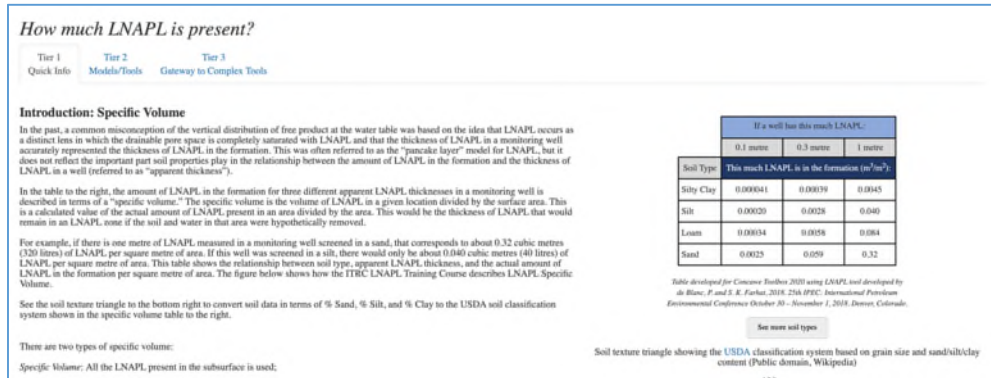 How much LNAPL is present?
Tier 1
Quick Info
Tier 2
Models/Tools
Tier 3
Gateway to Complex Tools
Introduction: Specific Volume
In the past, a common misconception of the vertical distribution of free product at the water table was based on the idea that LNAPL occurs as
a distinct lens in which the drainable pore space is completely saturated with LNAPL and that the thickness of LNAPL in a monitoring well
accurately represented the thickness of LNAPL in the formation. This was often referred to as the "pancake layer" model for LNAPL, but it
does not reflect the important part soil properties play in the relationship between the amount of LNAPL in the formation and the thickness of
LNAPL in a well (referred to as "apparent thickness").
In the table to the right, the amount of LNAPL in the formation for three different apparent LNAPL thicknesses in a monitoring well is
described in terms of a "specific volume." The specific volume is the volume of LNAPL in a given location divided by the surface area. This
is a calculated value of the actual amount of LNAPL present in an area divided by the area. This would be the thickness of LNAPL that would
remain in an LNAPL zone if the soil and water in that area were hypothetically removed.
For example, if there is one metre of LNAPL measured in a monitoring well screened in a sand, that corresponds to about 0.32 cubic metres
(320 litres) of LNAPL per square metre of area. If this well was screened in a silt, there would only be about 0.040 cubic metres (40 litres) of
LNAPL per square metre of area. This table shows the relationship between soil type, apparent LNAPL thickness, and the actual amount of
LNAPL in the formation per square metre of area. The figure below shows how the ITRC LNAPL Training Course describes LNAPL Specific
Volume.
See the soil texture triangle to the bottom right to convert soil data in terms of % Sand, % Silt, and % Clay to the USDA soil classification
system shown in the specific volume table to the right.
There are two types of specific volume:
Specific Volume: All the LNAPL present in the subsurface is used;
If a well has this much LNAPL:
0.1 metre 0.3 metre 1 metre
Soil Type This much LNAPL is in the formation (m³/m²):
Silty Clay 0.000041 0.00039 0.0045
Silt 0.00020 0.0028 0.040
Loam 0.00034 0.0058 0.084
Sand 0.0025 0.059 0.32
Table developed for Concawe Toolbox 2020 using LNAPL tool developed by
de Blanc, P. and S. K. Farhat, 2018. 25th IPEC. International Petroleum
Environmental Conference October 30 – November 1, 2018. Denver, Colorado.
See more soil types
Soil texture triangle showing the USDA classification system based on grain size and sand/silt/clay
content (Public domain, Wikipedia)